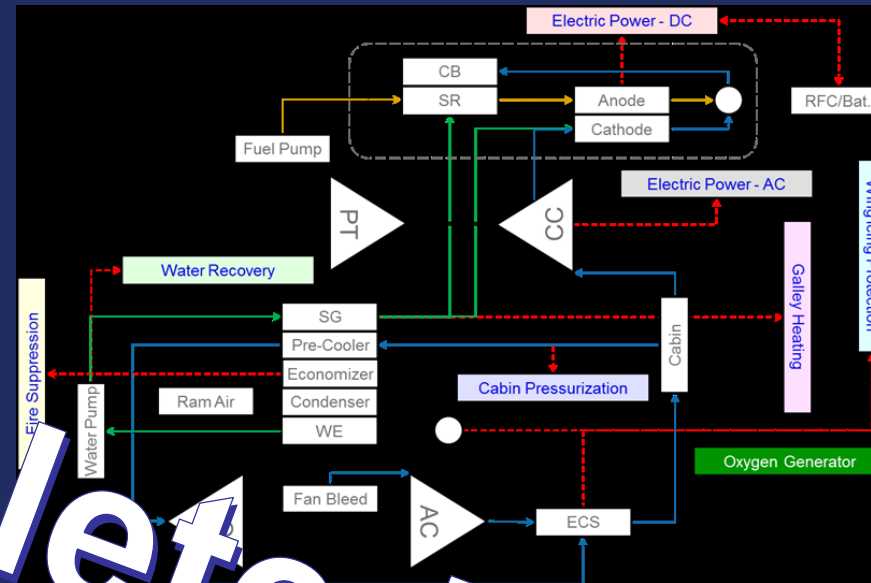 Electric Power - DC
CB
SR
Anode
RFC/Bat.
Cathode
Fuel Pump
Electric Power - AC
PT
CC
Water Recovery
Galley Heating
Fire Suppression
SG
Pre-Cooler
Cabin
Economizer
Cabin Pressurization
Ram Air
Condenser
Water Pump
WE
Oxygen Generator
Fan Bleed
AC
ECS